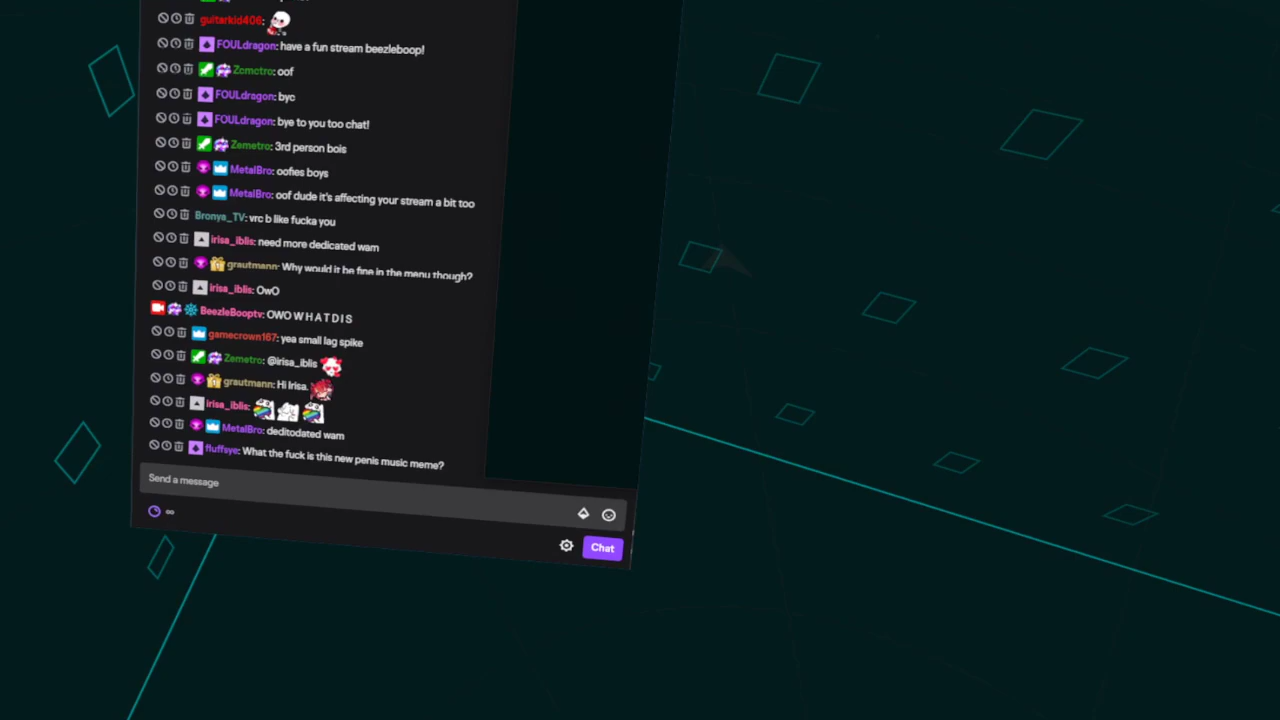 guitarkid406:
FOULdragon: have a fun stream beezleboop!
Zemetro: oof
FOULdragon: bye
FOULdragon: bye to you too chat!
Zemetro: 3rd person bois
MetalBro: oofies boys
MetalBro: oof dude it's affecting your stream a bit too
Bronya_TV: vrc b like fucka you
irisa_iblis: need more dedicated wam
grautmann: Why would it be fine in the menu though?
irisa_iblis: OwO
BeezleBooptv: OWO W H A T D I S
gamecrown167: yea small lag spike
Zemetro: @irisa_iblis
grautmann: Hi Irisa.
irisa_iblis:
MetalBro: deditodated wam
fluffsye: What the fuck is this new penis music meme?
Send a message
∞
Chat